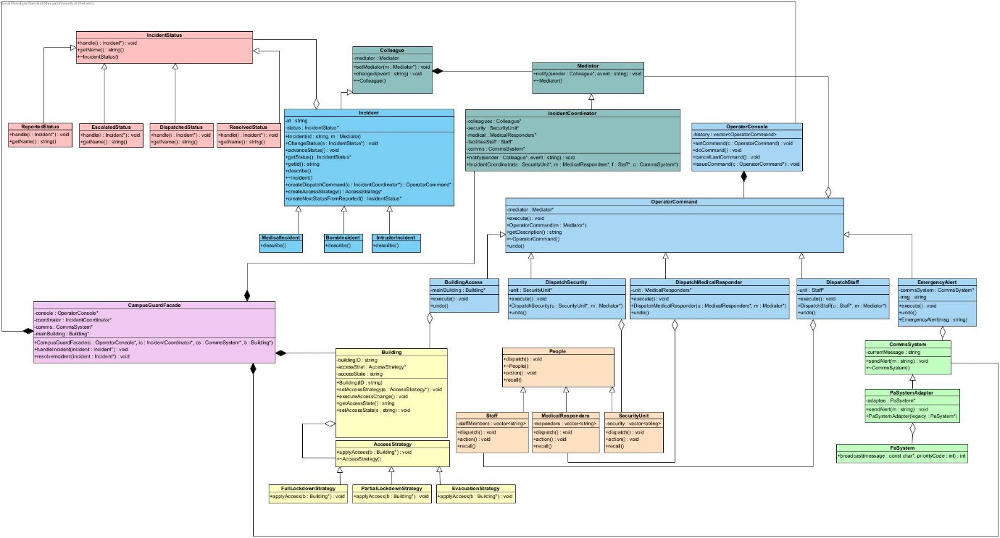 Visual Paradigm Standard(Benya(University of Pretoria))
IncidentStatus
+handle(i : Incident*) : void
+getName() : string()
+~IncidentStatus()
Colleague
-mediator : Mediator
+setMediator(m : Mediator*) : void
+changed(event : string) : void
+~Colleague()
Mediator
+notify(sender : Colleague*, event : string) : void
+~Mediator()
ReportedStatus
+handle(i : Incident*) : void
+getName() : string()
EscalatedStatus
+handle(i : Incident*) : void
+getName() : string()
DispatchedStatus
+handle(i : Incident*) : void
+getName() : string()
ResolvedStatus
+handle(i : Incident*) : void
+getName() : string()
Incident
-id : string
-status : IncidentStatus*
+Incident(id : string, m : Mediator)
+ChangeStatus(s : IncidentStatus*) : void
+advanceStatus() : void
+getStatus() : IncidentStatus*
+getId() : string
+describe()
+~Incident()
+createDispatchCommand(c : IncidentCoordinator*) : OperatorCommand*
+createAccessStrategy() : AccessStrategy*
+createNextStatusFromReported() : IncidentStatus*
IncidentCoordinator
-colleagues : Colleague*
-security : SecurityUnit*
-medical : MedicalResponders*
-facilitiesStaff : Staff*
-comms : CommsSystem*
+notify(sender : Colleague*, event : string) : void
+IncidentCoordinator(s : SecurityUnit*, m : MedicalResponders*, f : Staff*, c : CommsSystem*)
OperatorConsole
-history : vector<OperatorCommand>
+setCommand(c : OperatorCommand) : void
+doCommand() : void
+cancelLastCommand() : void
+issueCommand(c : OperatorCommand*) : void
OperatorCommand
-mediator : Mediator*
+execute() : void
+OperatorCommand(m : Mediator*)
+getDescription() : string
+~OperatorCommand()
+undo()
MedicalIncident
+describe()
BombIncident
+describe()
IntruderIncident
+describe()
BuildingAccess
-mainBuilding : Building*
+execute() : void
+undo()
DispatchSecurity
-unit : SecurityUnit*
+execute() : void
+DispatchSecurity(u : SecurityUnit*, m : Mediator*)
+undo()
DispatchMedicalResponder
-unit : MedicalResponders*
+execute() : void
+DispatchMedicalResponder(u : MedicalResponders*, m : Mediator*)
+undo()
DispatchStaff
-unit : Staff*
+execute() : void
+DispatchStaff(u : Staff*, m : Mediator*)
+undo()
EmergencyAlert
-commsSystem : CommsSystem*
-msg : string
+execute() : void
+undo()
+EmergencyAlert(msg : string)
CampusGuardFacade
-console : OperatorConsole*
-coordinator : IncidentCoordinator*
-comms : CommsSystem*
-mainBuilding : Building*
+CampusGuardFacade(c : OperatorConsole*, ic : IncidentCoordinator*, cs : CommsSystem*, b : Building*)
+handleIncident(incident : Incident*) : void
+resolveIncident(incident : Incident*) : void
Building
-buildingID : string
-accessStrat : AccessStrategy*
-accessState : string
+Building(ID : string)
+setAccessStrategy(s : AccessStrategy*) : void
+executeAccessChange() : void
+getAccessState() : string
+setAccessState(s : string) : void
People
+dispatch() : void
+~People()
+action() : void
+recall()
CommsSystem
-currentMessage : string
+sendAlert(m : string) : void
+~CommsSystem()
PaSystemAdapter
-adaptee : PaSystem*
+sendAlert(m : string) : void
+PaSystemAdapter(legacy : PaSystem*)
Staff
-staffMembers : vector<string>
+dispatch() : void
+action() : void
+recall()
MedicalResponders
-responders : vector<string>
+dispatch() : void
+action() : void
+recall()
SecurityUnit
-security : vector<string>
+dispatch() : void
+action() : void
+recall()
AccessStrategy
+applyAccess(b : Building*) : void
+~AccessStrategy()
PaSystem
+broadcast(message : const char*, priorityCode : int) : int
FullLockdownStrategy
+applyAccess(b : Building*) : void
PartialLockdownStrategy
+applyAccess(b : Building*) : void
EvacuationStrategy
+applyAccess(b : Building*) : void